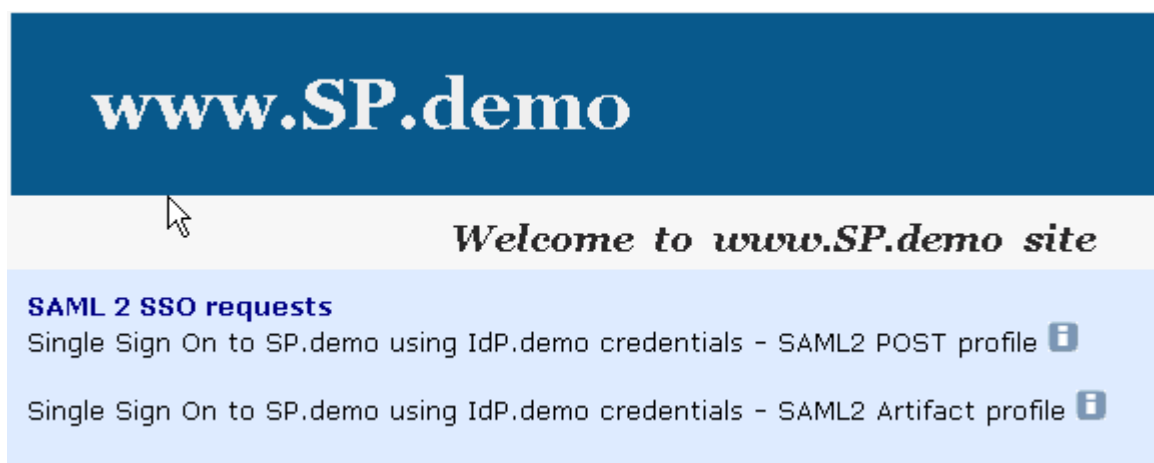 www.SP.demo
Welcome to www.SP.demo site
SAML 2 SSO requests
Single Sign On to SP.demo using IdP.demo credentials - SAML2 POST profile
Single Sign On to SP.demo using IdP.demo credentials - SAML2 Artifact profile